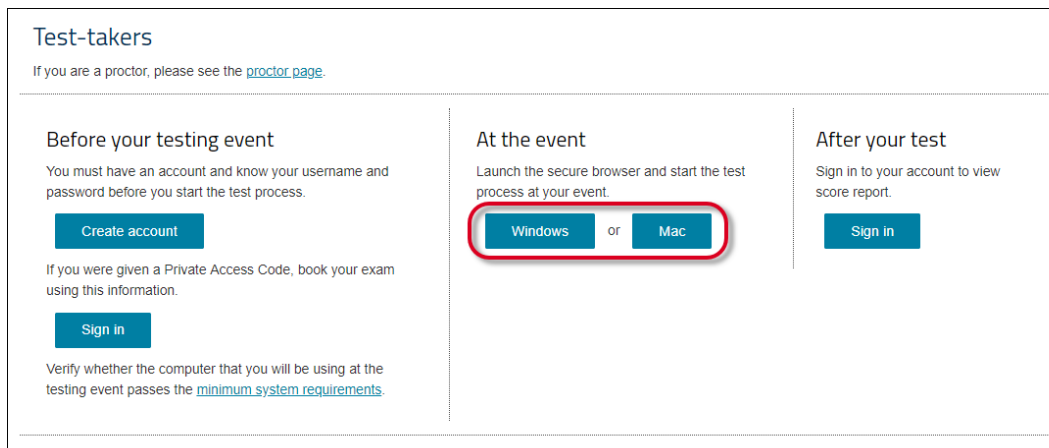 Test-takers
If you are a proctor, please see the proctor page.
Before your testing event
You must have an account and know your username and
password before you start the test process.
Create account
If you were given a Private Access Code, book your exam
using this information.
Sign in
Verify whether the computer that you will be using at the
testing event passes the minimum system requirements.
At the event
Launch the secure browser and start the test
process at your event.
Windows or Mac
After your test
Sign in to your account to view
score report.
Sign in